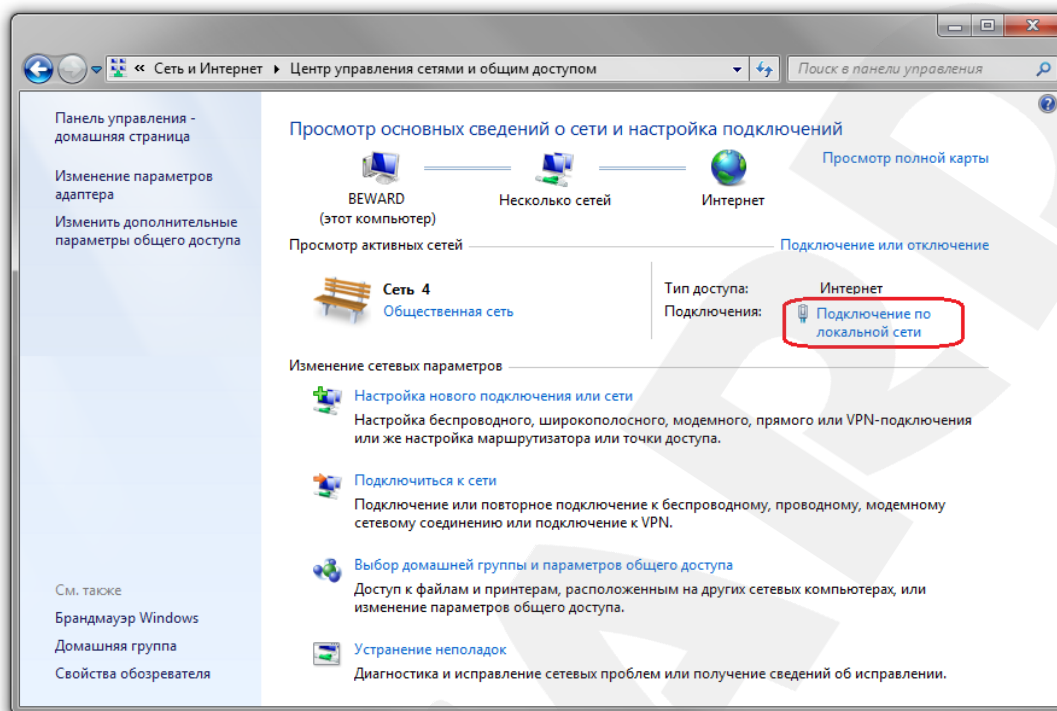 « Сеть и Интернет ▸ Центр управления сетями и общим доступом
Поиск в панели управления
Панель управления -
домашняя страница
Изменение параметров
адаптера
Изменить дополнительные
параметры общего доступа
Просмотр основных сведений о сети и настройка подключений
Просмотр полной карты
BEWARD
(этот компьютер)
Несколько сетей
Интернет
Просмотр активных сетей
Подключение или отключение
Сеть 4
Общественная сеть
Тип доступа: Интернет
Подключения: Подключение по
локальной сети
Изменение сетевых параметров
Настройка нового подключения или сети
Настройка беспроводного, широкополосного, модемного, прямого или VPN-подключения
или же настройка маршрутизатора или точки доступа.
Подключиться к сети
Подключение или повторное подключение к беспроводному, проводному, модемному
сетевому соединению или подключение к VPN.
Выбор домашней группы и параметров общего доступа
Доступ к файлам и принтерам, расположенным на других сетевых компьютерах, или
изменение параметров общего доступа.
Устранение неполадок
Диагностика и исправление сетевых проблем или получение сведений об исправлении.
См. также
Брандмауэр Windows
Домашняя группа
Свойства обозревателя